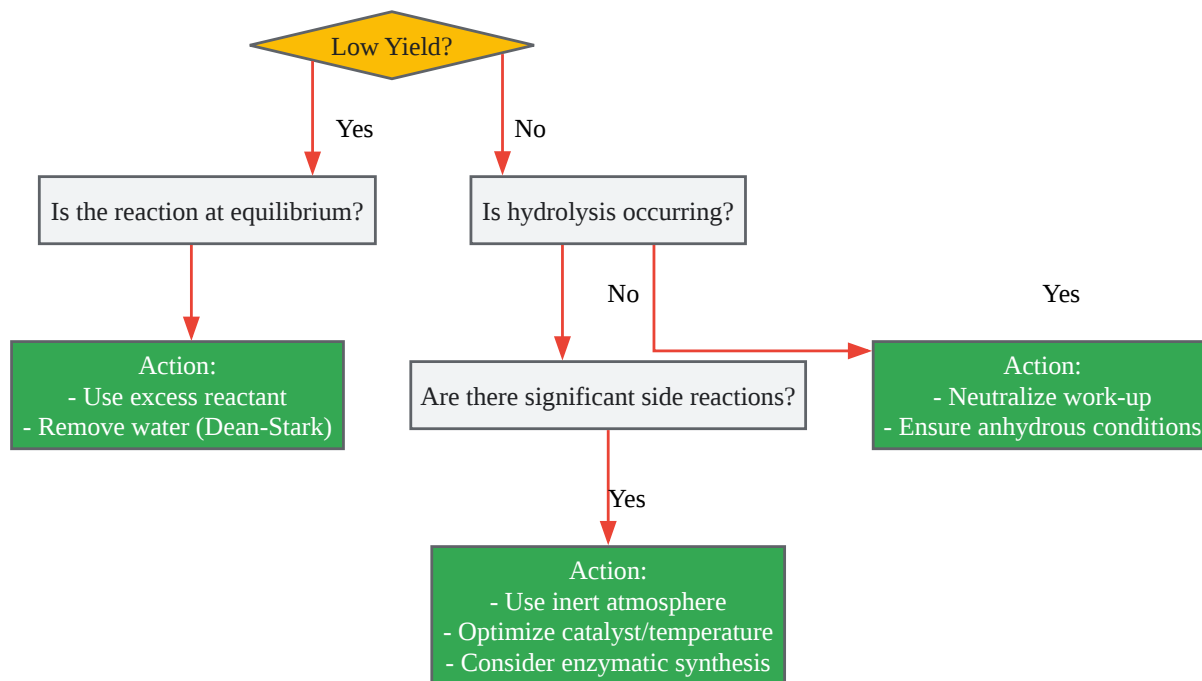 Low Yield?
Yes
No
Is the reaction at equilibrium?
Is hydrolysis occurring?
No
Yes
Action:
- Use excess reactant
- Remove water (Dean-Stark)
Are there significant side reactions?
Action:
- Neutralize work-up
- Ensure anhydrous conditions
Yes
Action:
- Use inert atmosphere
- Optimize catalyst/temperature
- Consider enzymatic synthesis